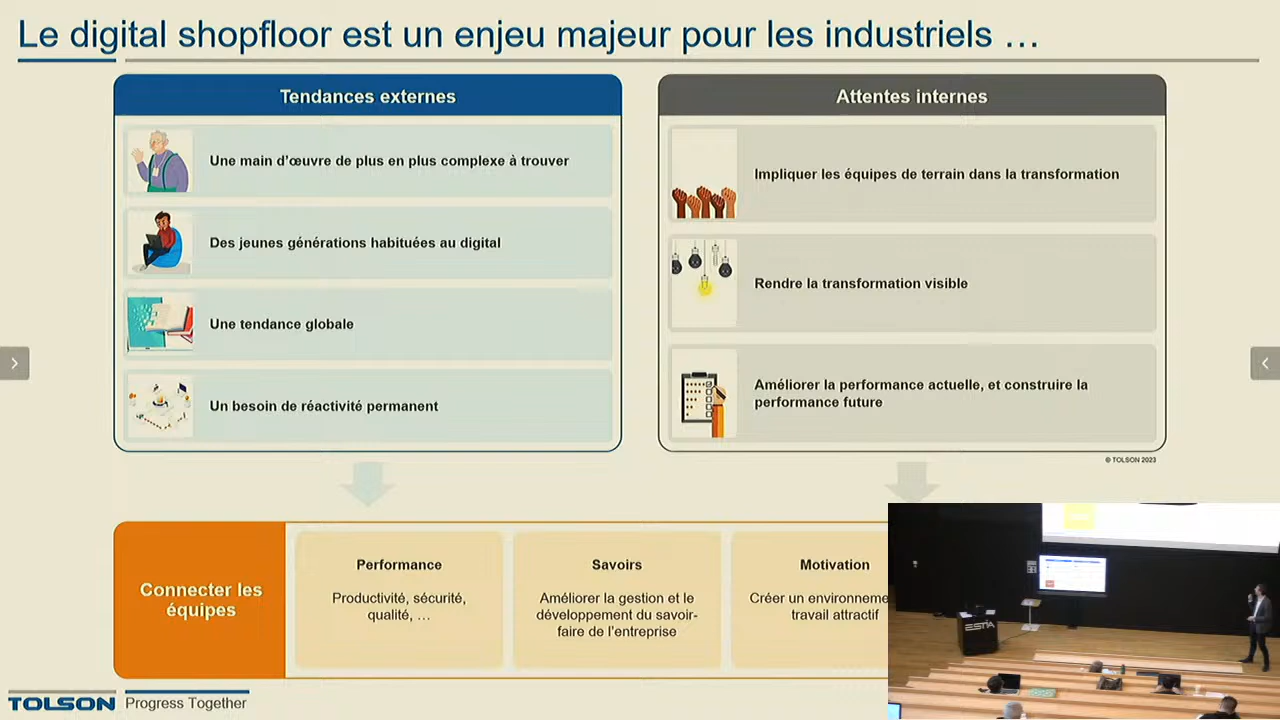 Le digital shopfloor est un enjeu majeur pour les industriels …
Tendances externes
Une main d’œuvre de plus en plus complexe à trouver
Des jeunes générations habituées au digital
Une tendance globale
Un besoin de réactivité permanent
Attentes internes
Impliquer les équipes de terrain dans la transformation
Rendre la transformation visible
Améliorer la performance actuelle, et construire la
performance future
© TOLSON 2023
Connecter les
équipes
Performance
Productivité, sécurité,
qualité, …
Savoirs
Améliorer la gestion et le
développement du savoir-
faire de l’entreprise
Motivation
Créer un environneme
travail attractif
TOLSON Progress Together
ESTIA